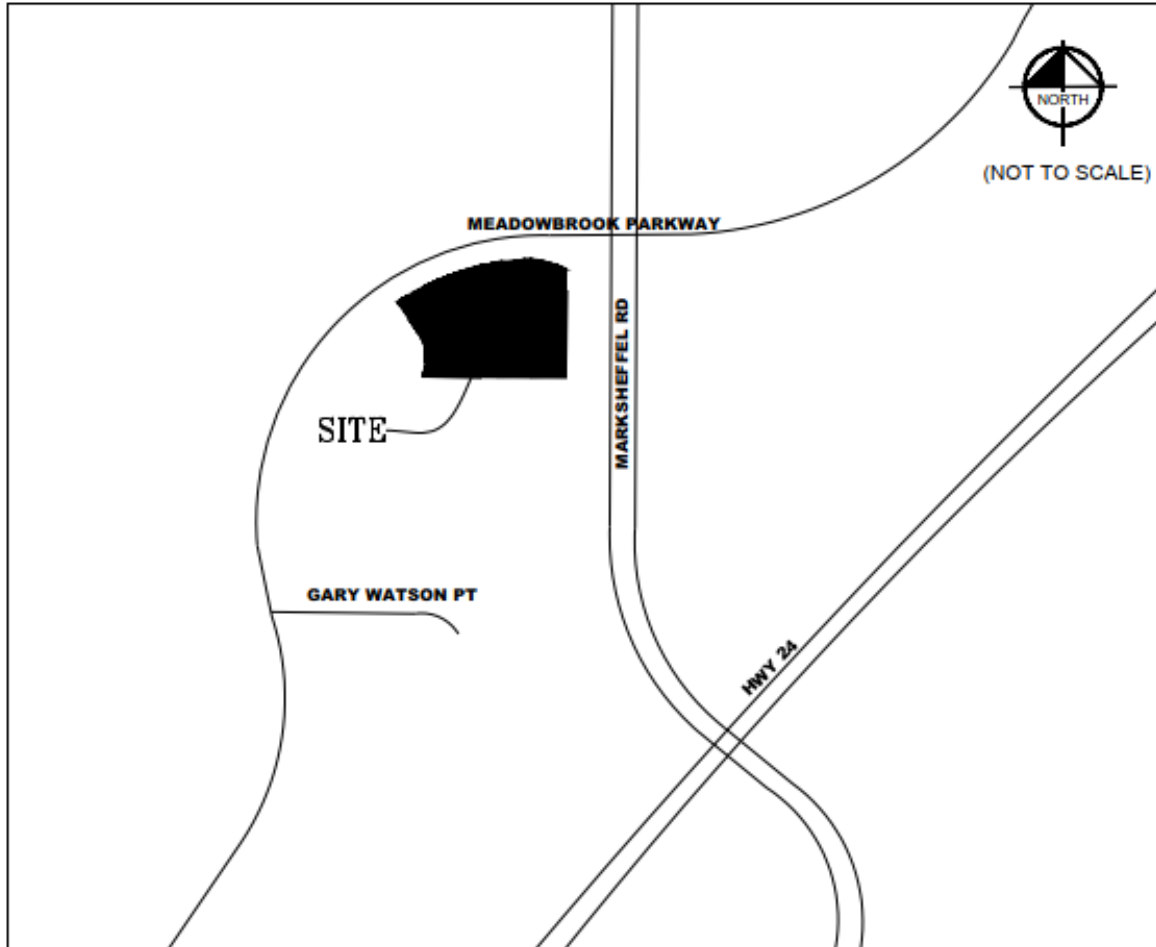 NORTH
(NOT TO SCALE)
MEADOWBROOK PARKWAY
MARKSHEFFEL RD
SITE
GARY WATSON PT
HWY 24